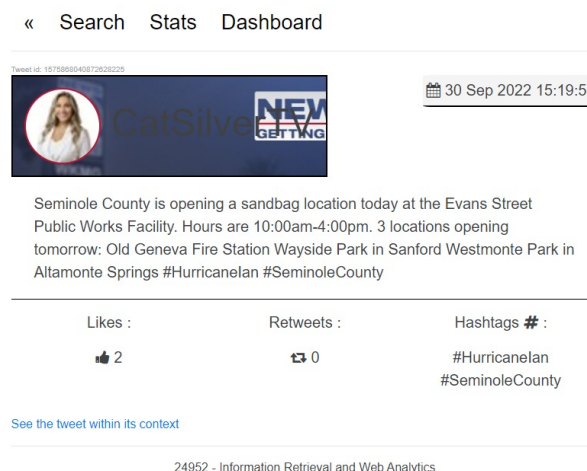 « Search Stats Dashboard
Tweet id: 1575868040872628225
CatSilverTV
NEW
GETTING
30 Sep 2022 15:19:5
Seminole County is opening a sandbag location today at the Evans Street
Public Works Facility. Hours are 10:00am-4:00pm. 3 locations opening
tomorrow: Old Geneva Fire Station Wayside Park in Sanford Westmonte Park in
Altamonte Springs #HurricaneIan #SeminoleCounty
Likes : Retweets : Hashtags # :
2 0 #HurricaneIan
#SeminoleCounty
See the tweet within its context
24952 - Information Retrieval and Web Analytics